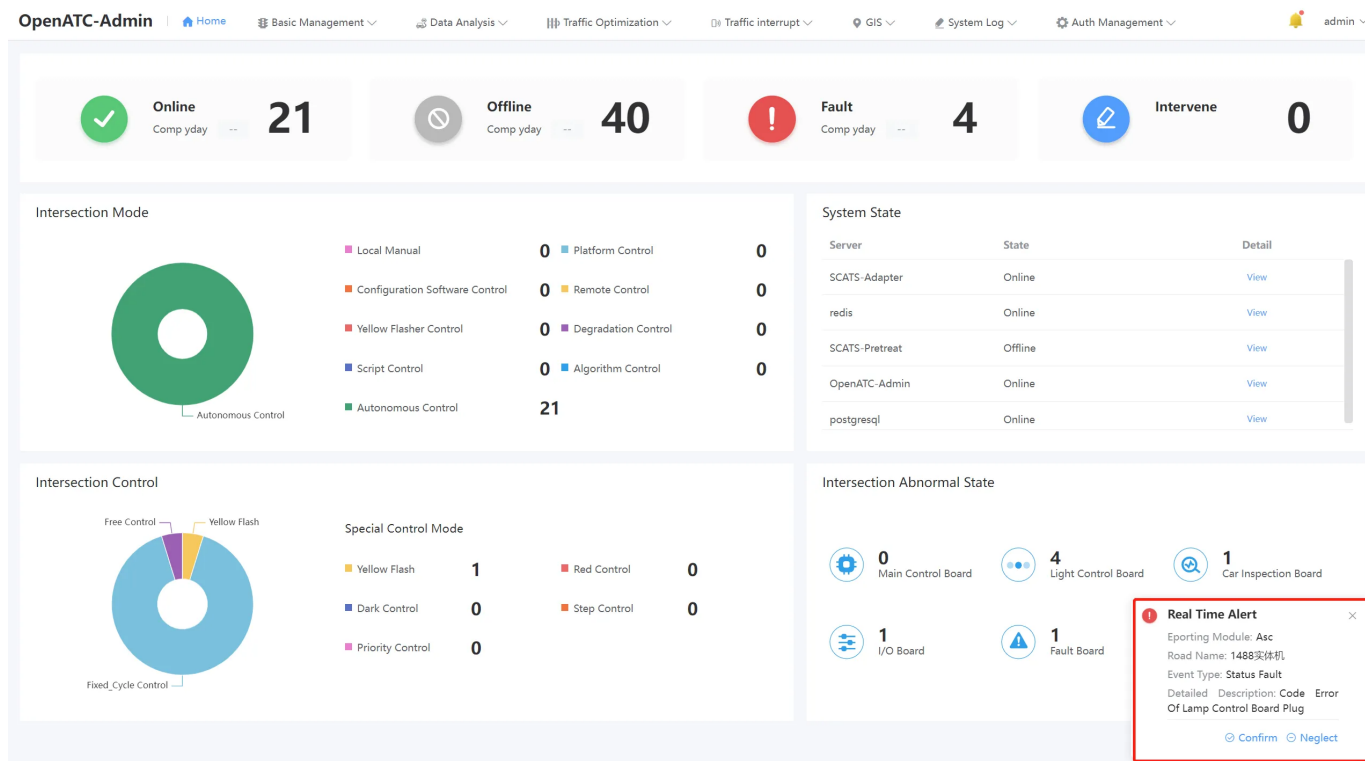 OpenATC-Admin Home Basic Management Data Analysis Traffic Optimization Traffic interrupt GIS System Log Auth Management admin
Online
Comp yday -- 21
Offline
Comp yday -- 40
Fault
Comp yday -- 4
Intervene 0
Intersection Mode
Autonomous Control
Local Manual 0 Platform Control 0
Configuration Software Control 0 Remote Control 0
Yellow Flasher Control 0 Degradation Control 0
Script Control 0 Algorithm Control 0
Autonomous Control 21
System State
Server State Detail
SCATS-Adapter Online View
redis Online View
SCATS-Pretreat Offline View
OpenATC-Admin Online View
postgresql Online View
Intersection Control
Free Control Yellow Flash
Fixed_Cycle Control
Special Control Mode
Yellow Flash 1 Red Control 0
Dark Control 0 Step Control 0
Priority Control 0
Intersection Abnormal State
0
Main Control Board
4
Light Control Board
1
Car Inspection Board
1
I/O Board
1
Fault Board
Real Time Alert
Eporting Module: Asc
Road Name: 1488实体机
Event Type: Status Fault
Detailed Description: Code Error
Of Lamp Control Board Plug
Confirm Neglect